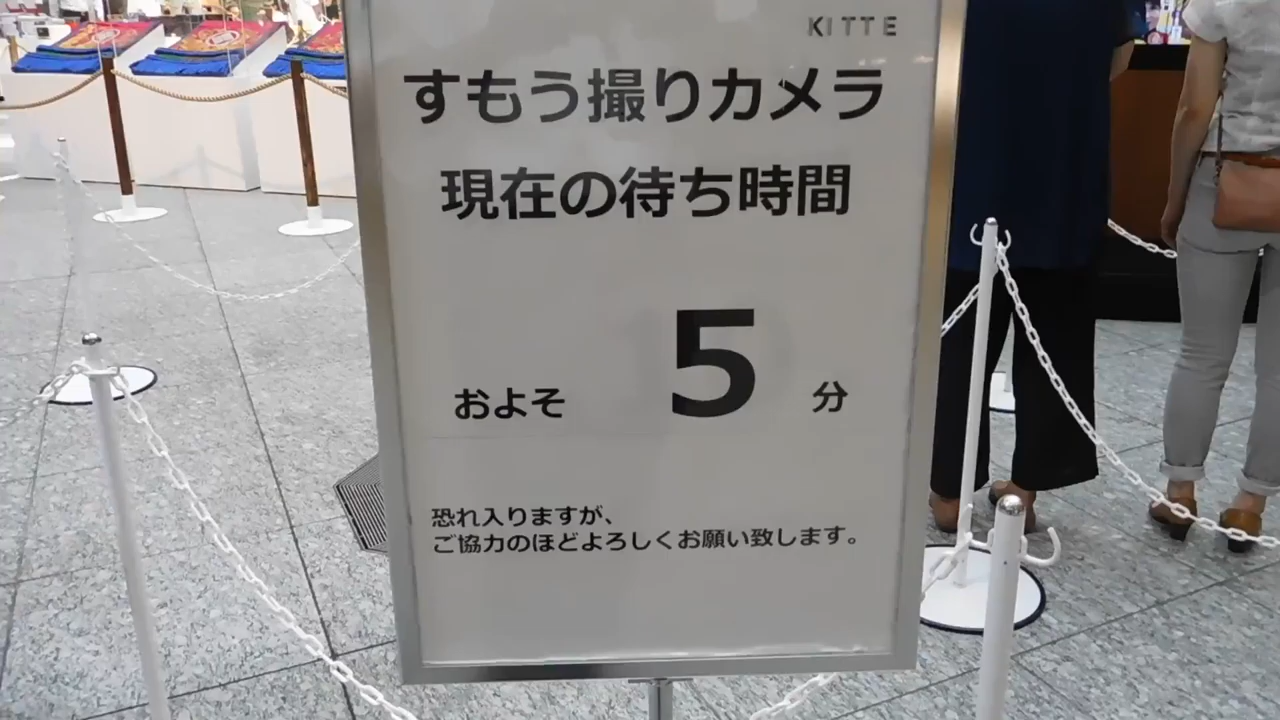 KITTE
すもう撮りカメラ
現在の待ち時間
およそ 5 分
恐れ入りますが、
ご協力のほどよろしくお願い致します。